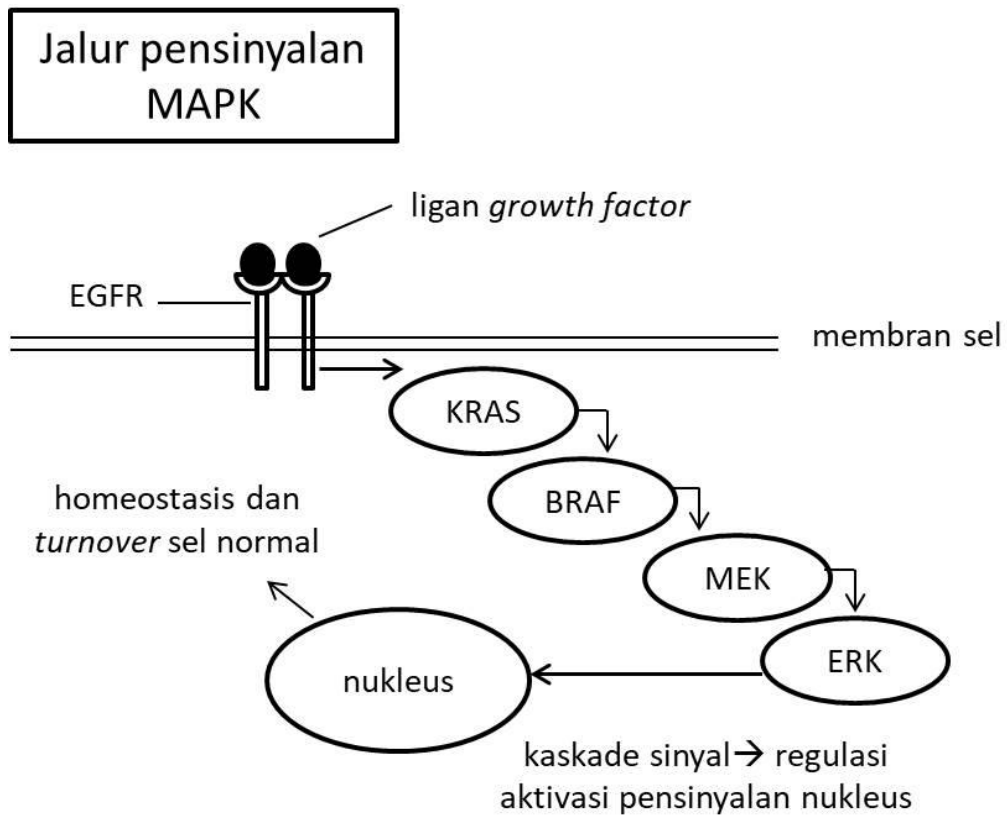 Jalur pensinyalan
MAPK
ligan growth factor
EGFR
membran sel
KRAS
BRAF
homeostasis dan
turnover sel normal
MEK
ERK
nukleus
kaskade sinyal→ regulasi
aktivasi pensinyalan nukleus